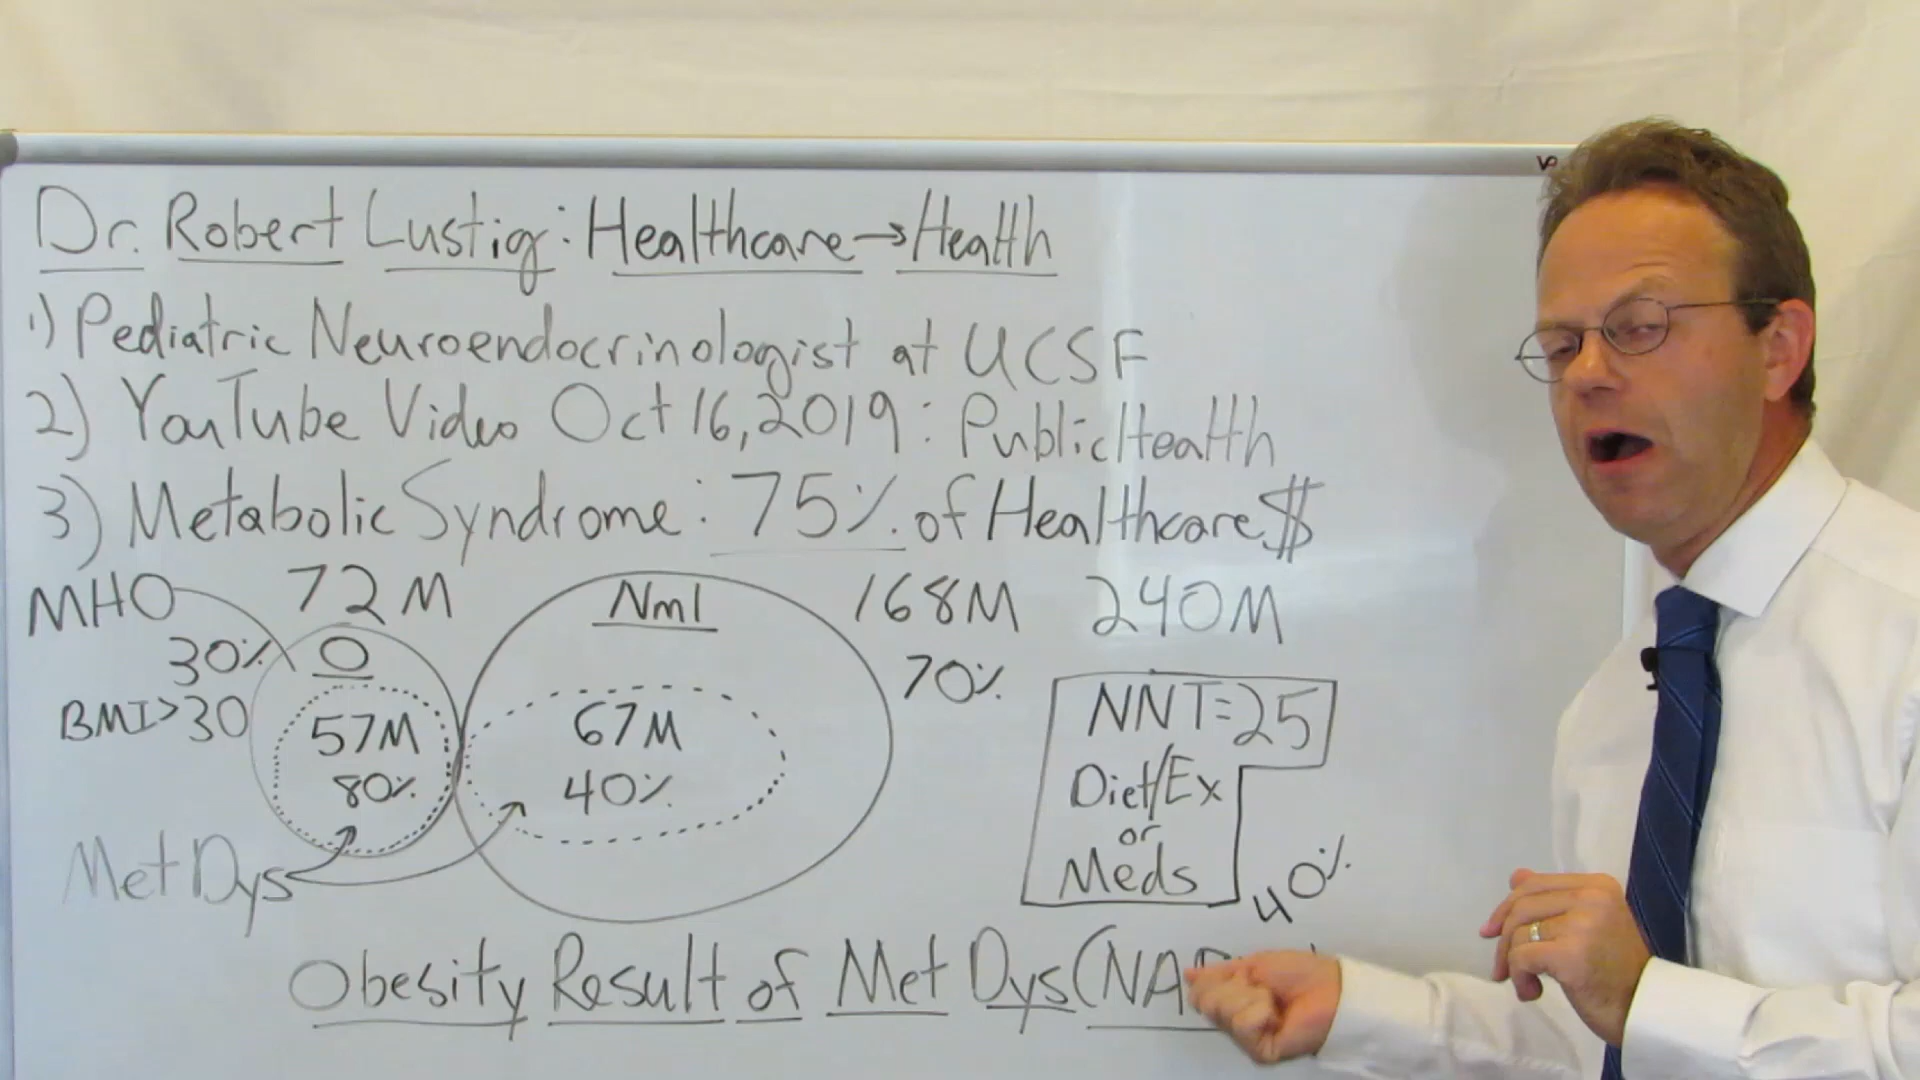 Dr. Robert Lustig: Healthcare→Health
1) Pediatric Neuroendocrinologist at UCSF
2) YouTube Video Oct 16, 2019: Public Health
3) Metabolic Syndrome: 75% of Healthcare $
MHO 72M Nml 168M 240M
30% O 70%
BMI>30 57M 67M NNT=25
80% 40% Diet/Ex
or
Met Dys Meds 40%
Obesity Result of Met Dys (